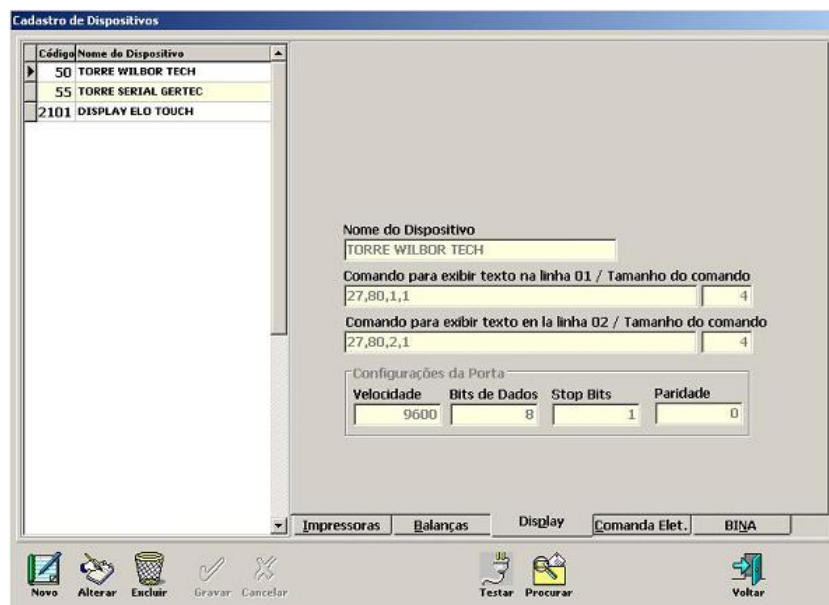 Cadastro de Dispositivos
Código Nome do Dispositivo
50 TORRE WILBOR TECH
55 TORRE SERIAL GERTEC
2101 DISPLAY ELO TOUCH
Nome do Dispositivo
TORRE WILBOR TECH
Comando para exibir texto na linha 01 / Tamanho do comando
27,80,1,1 4
Comando para exibir texto en la linha 02 / Tamanho do comando
27,80,2,1 4
Configurações da Porta
Velocidade Bits de Dados Stop Bits Paridade
9600 8 1 0
Impressoras Balanças Display Comanda Elet. BINA
Novo Alterar Excluir Gravar Cancelar Testar Procurar Voltar